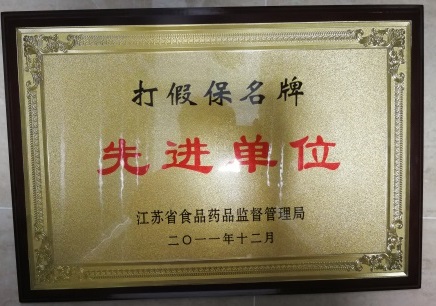 打假保名牌
先进单位
江苏省食品药品监督管理局
二〇一一年十二月